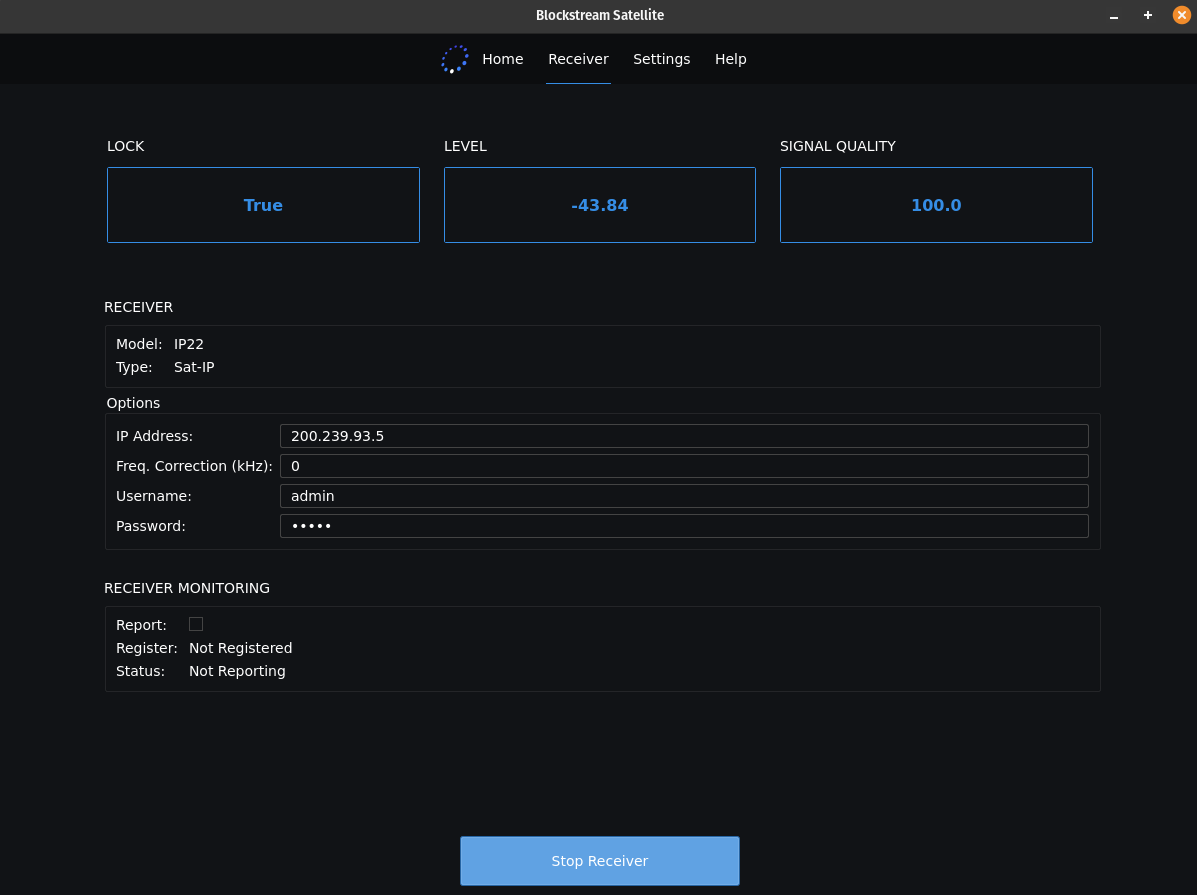 Blockstream Satellite
Home Receiver Settings Help
LOCK LEVEL SIGNAL QUALITY
True -43.84 100.0
RECEIVER
Model: IP22
Type: Sat-IP
Options
IP Address: 200.239.93.5
Freq. Correction (kHz): 0
Username: admin
Password: •••••
RECEIVER MONITORING
Report:
Register: Not Registered
Status: Not Reporting
Stop Receiver